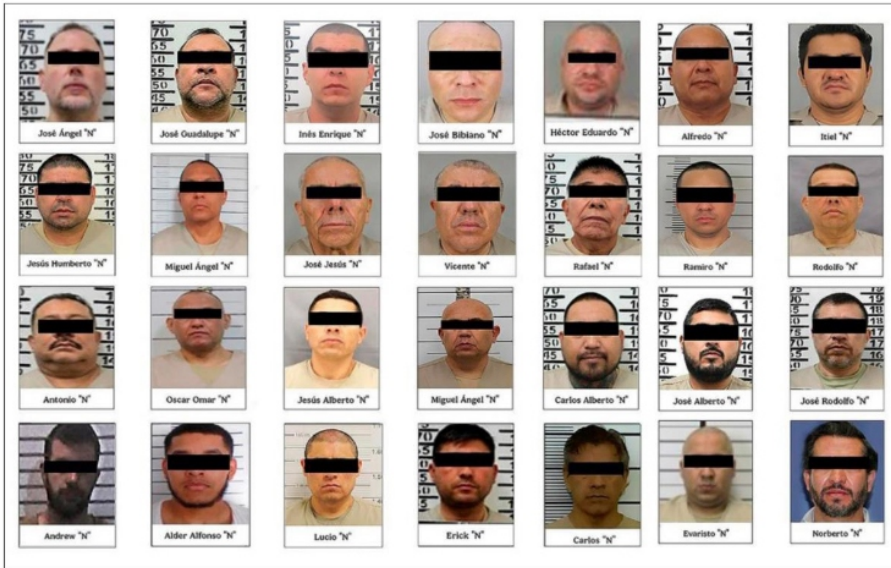 José Ángel "N"
José Guadalupe "N"
Inés Enrique "N"
José Bibiano "N"
Héctor Eduardo "N"
Alfredo "N"
Itiel "N"
Jesús Humberto "N"
Miguel Ángel "N"
José Jesús "N"
Vicente "N"
Rafael "N"
Ramiro "N"
Rodolfo "N"
Antonio "N"
Oscar Omar "N"
Jesús Alberto "N"
Miguel Ángel "N"
Carlos Alberto "N"
José Alberto "N"
José Rodolfo "N"
Andrew "N"
Alder Alfonso "N"
Lucio "N"
Erick "N"
Carlos "N"
Evaristo "N"
Norberto "N"